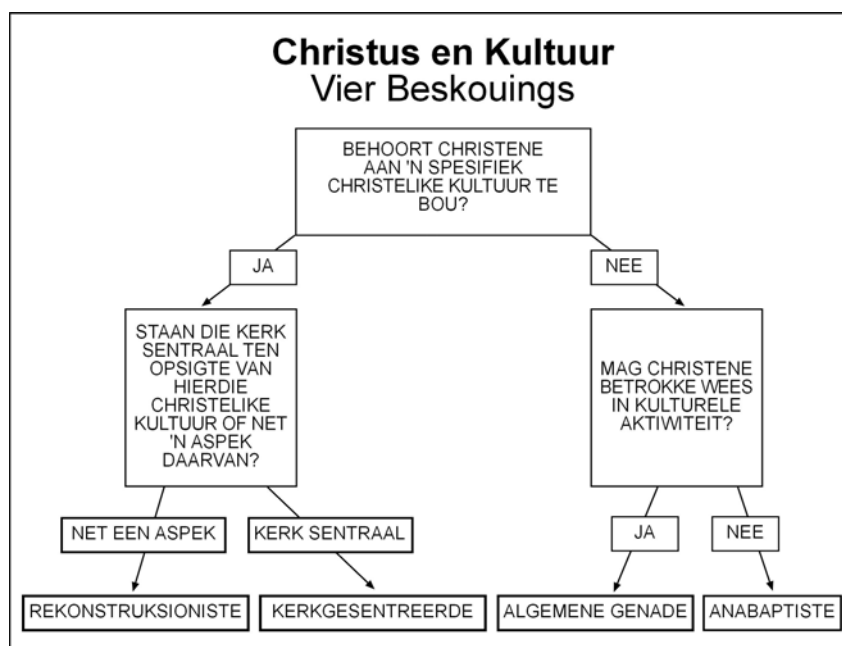 Christus en Kultuur
Vier Beskouings
BEHOORT CHRISTENE
AAN 'N SPESIFIEK
CHRISTELIKE KULTUUR TE
BOU?
JA
NEE
STAAN DIE KERK
SENTRAAL TEN
OPSIGTE VAN
HIERDIE
CHRISTELIKE
KULTUUR OF NET
'N ASPEK
DAARVAN?
MAG CHRISTENE
BETROKKE WEES
IN KULTURELE
AKTIWITEIT?
NET EEN ASPEK
KERK SENTRAAL
JA
NEE
REKONSTRUKSIONISTE
KERKGESENTREERDE
ALGEMENE GENADE
ANABAPTISTE